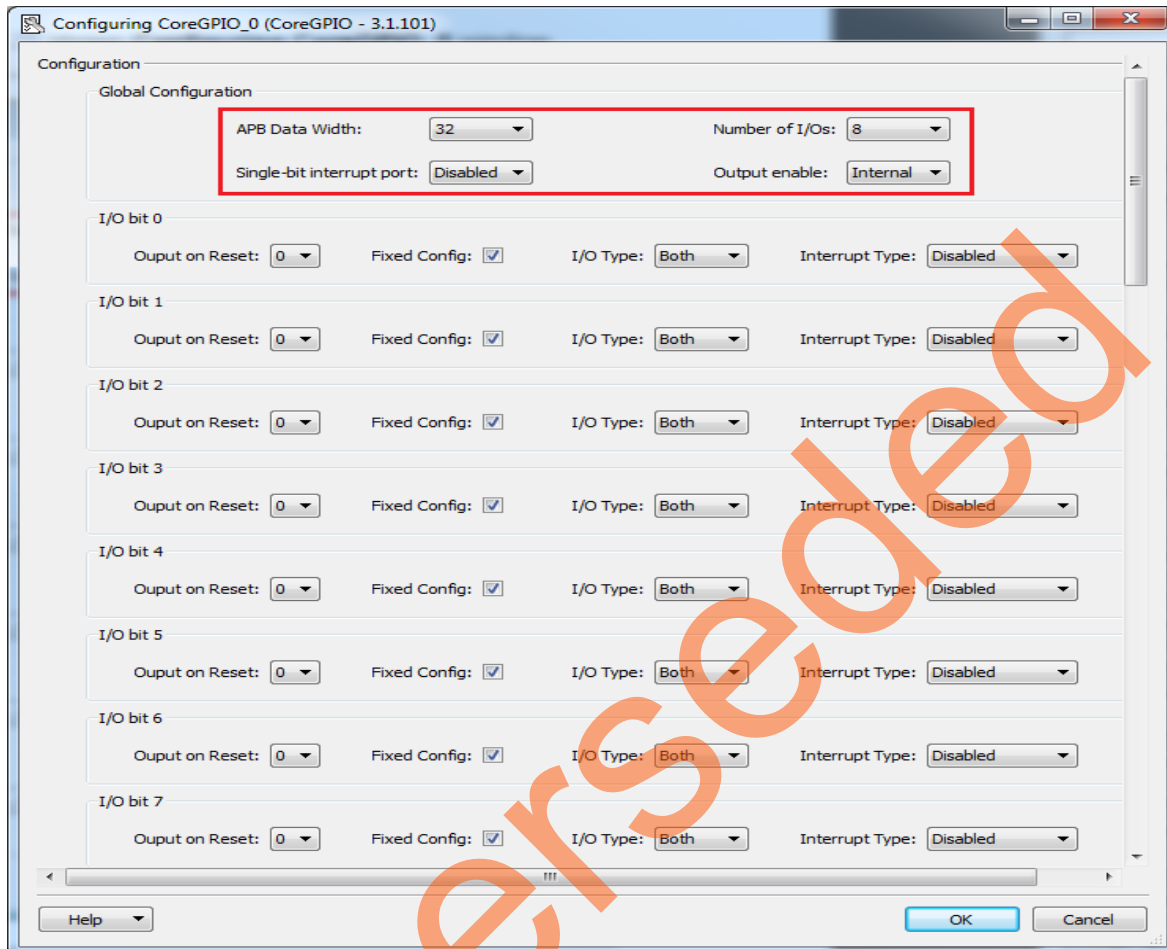 Configuring CoreGPIO_0 (CoreGPIO - 3.1.101)
Configuration
Global Configuration
APB Data Width: 32 Number of I/Os: 8
Single-bit interrupt port: Disabled Output enable: Internal
I/O bit 0
Ouput on Reset: 0 Fixed Config: I/O Type: Both Interrupt Type: Disabled
I/O bit 1
Ouput on Reset: 0 Fixed Config: I/O Type: Both Interrupt Type: Disabled
I/O bit 2
Ouput on Reset: 0 Fixed Config: I/O Type: Both Interrupt Type: Disabled
I/O bit 3
Ouput on Reset: 0 Fixed Config: I/O Type: Both Interrupt Type: Disabled
I/O bit 4
Ouput on Reset: 0 Fixed Config: I/O Type: Both Interrupt Type: Disabled
I/O bit 5
Ouput on Reset: 0 Fixed Config: I/O Type: Both Interrupt Type: Disabled
I/O bit 6
Ouput on Reset: 0 Fixed Config: I/O Type: Both Interrupt Type: Disabled
I/O bit 7
Ouput on Reset: 0 Fixed Config: I/O Type: Both Interrupt Type: Disabled
Help OK Cancel
erseded